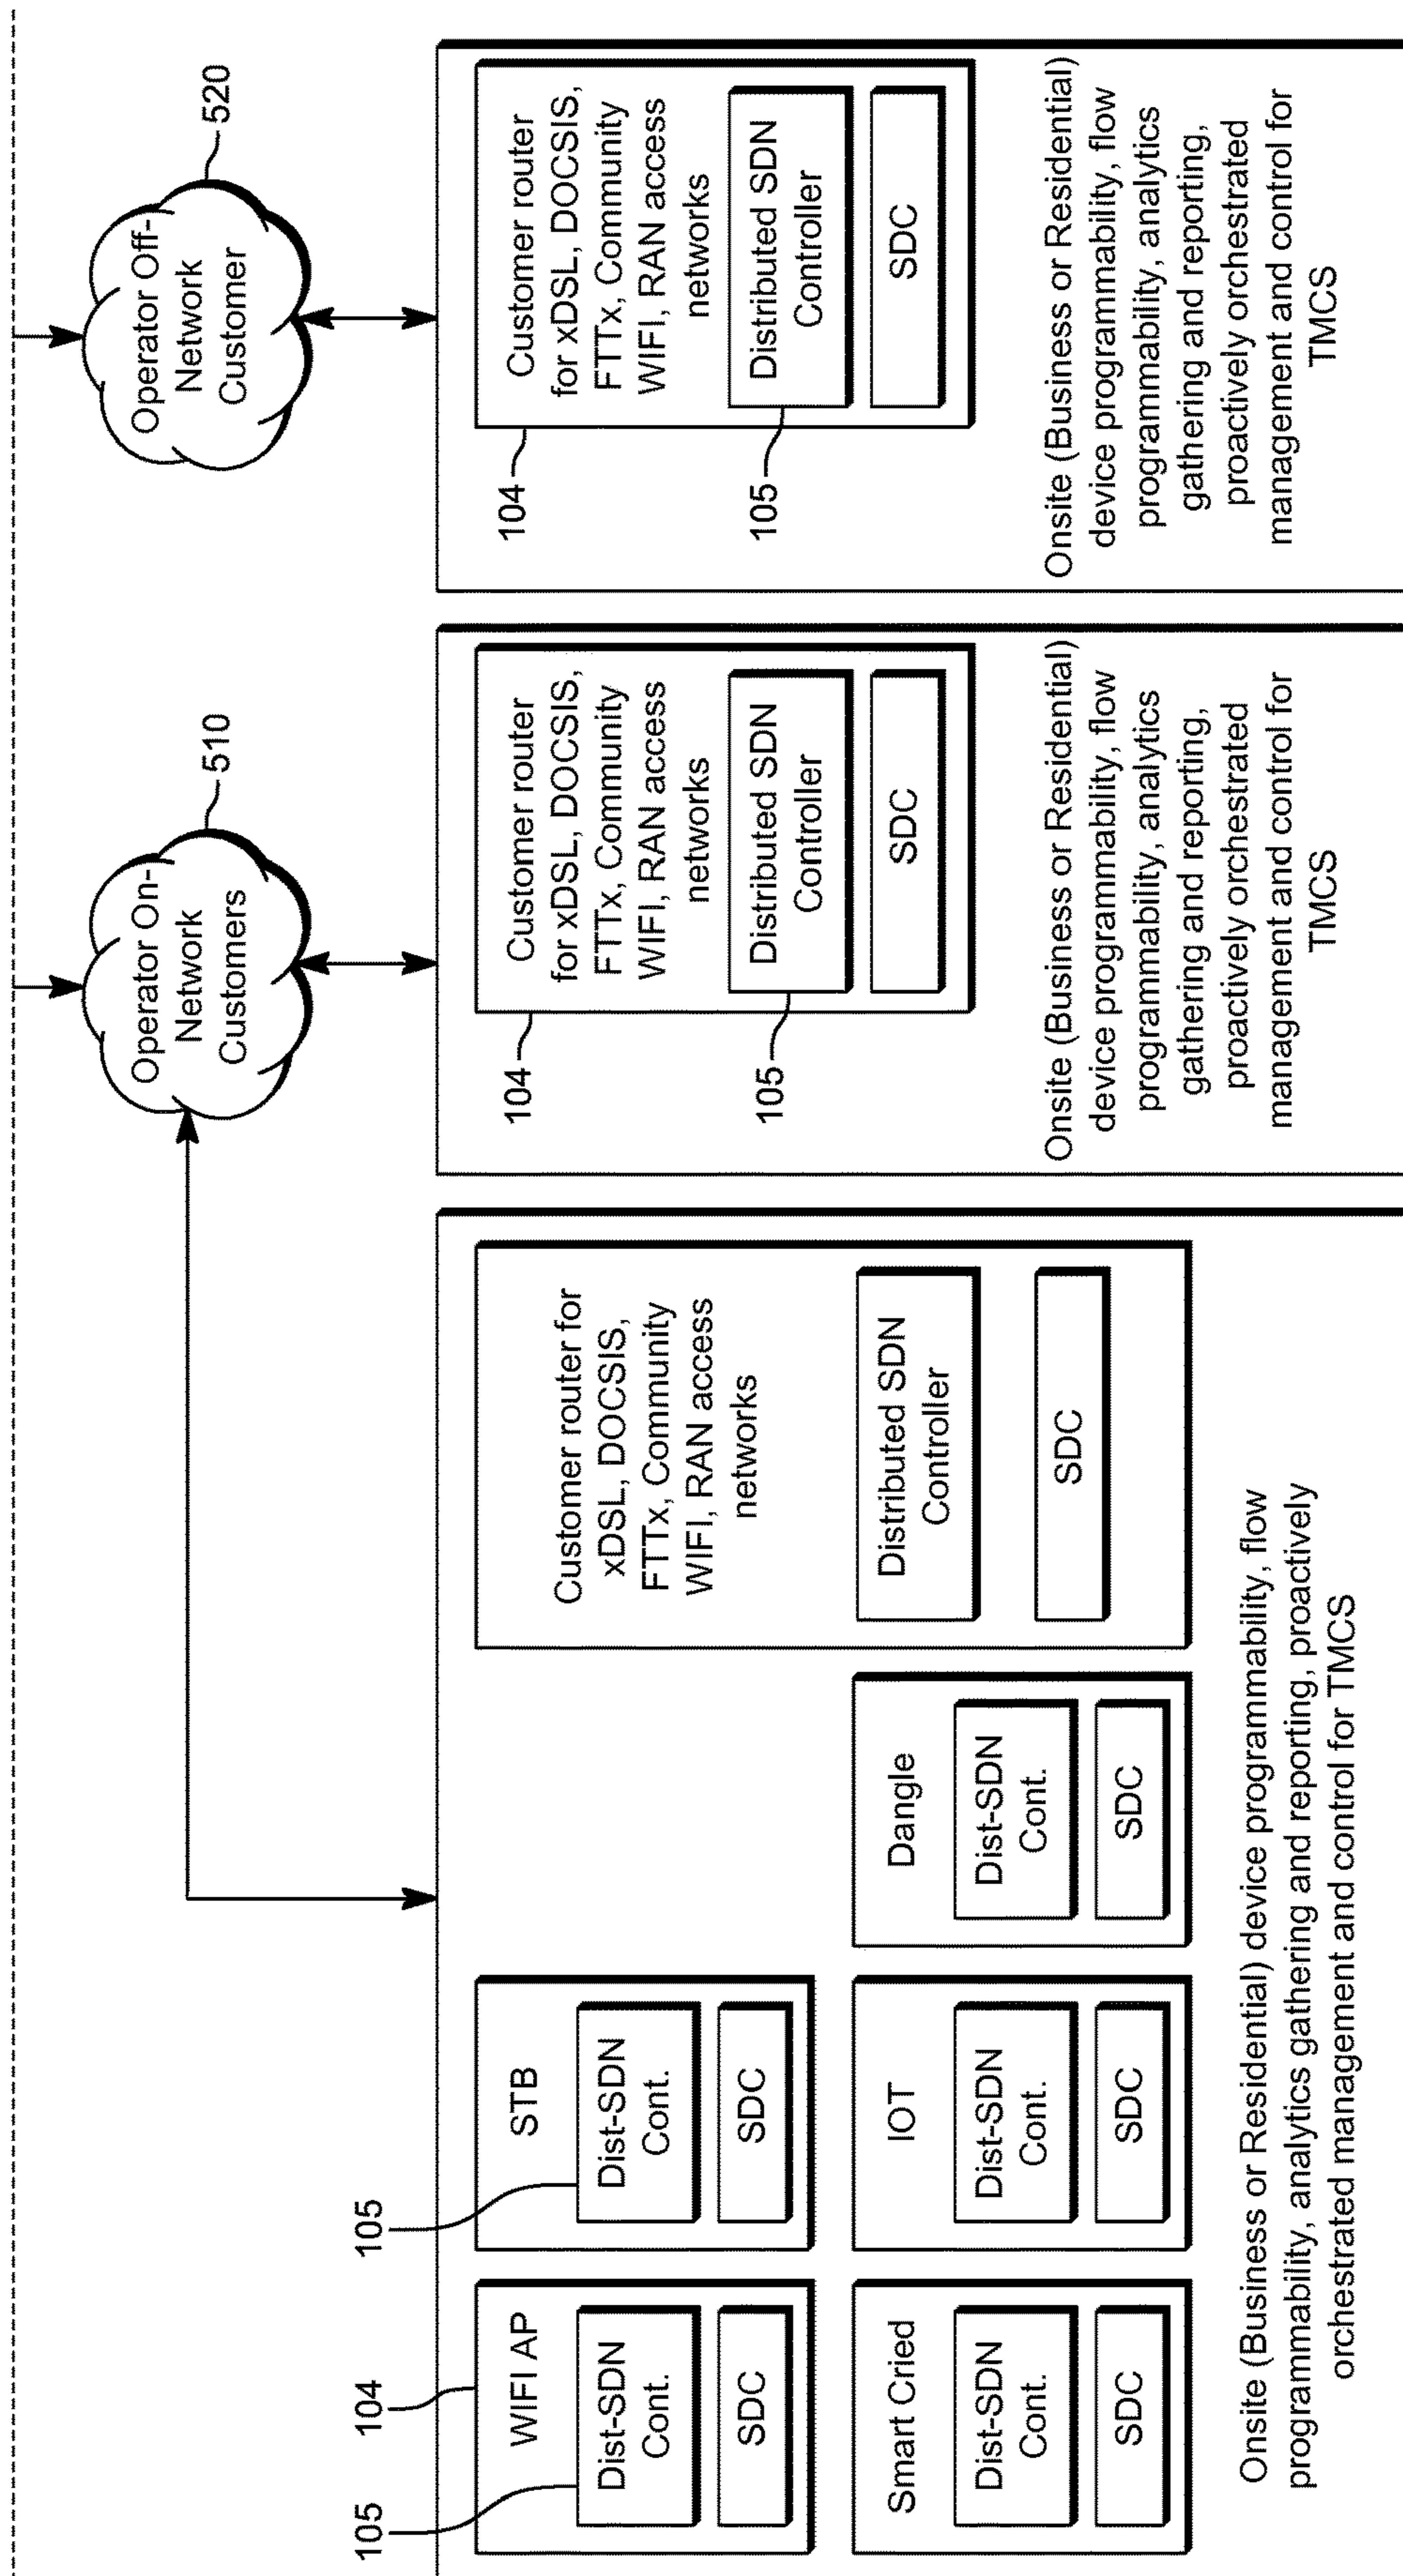 Operator On-
Network
Customers
510
Operator Off-
Network
Customer
520
105
104
105
WIFI AP
Dist-SDN
Cont.
SDC
STB
Dist-SDN
Cont.
SDC
Smart Cried
Dist-SDN
Cont.
SDC
IOT
Dist-SDN
Cont.
SDC
Dangle
Dist-SDN
Cont.
SDC
Customer router for
xDSL, DOCSIS,
FTTx, Community
WIFI, RAN access
networks
Distributed SDN
Controller
SDC
Onsite (Business or Residential) device programmability, flow
programmability, analytics gathering and reporting, proactively
orchestrated management and control for TMCS
104
105
Customer router
for xDSL, DOCSIS,
FTTx, Community
WIFI, RAN access
networks
Distributed SDN
Controller
SDC
Onsite (Business or Residential)
device programmability, flow
programmability, analytics
gathering and reporting,
proactively orchestrated
management and control for
TMCS
104
105
Customer router
for xDSL, DOCSIS,
FTTx, Community
WIFI, RAN access
networks
Distributed SDN
Controller
SDC
Onsite (Business or Residential)
device programmability, flow
programmability, analytics
gathering and reporting,
proactively orchestrated
management and control for
TMCS